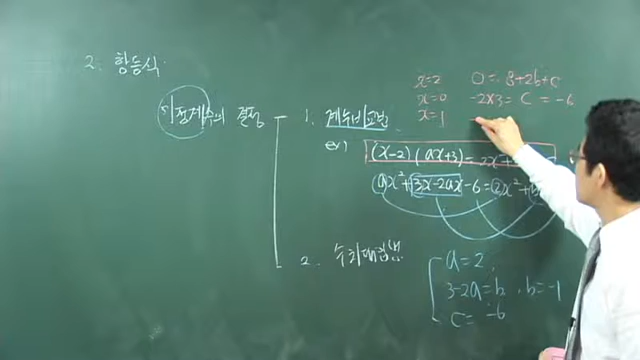 2. 항등식
미정계수의 결정
1. 계수비교법
ex) (x-2)(ax+3) = 2x²+
ax²+3x-2ax-6=2x²+
2. 수치대입법
x=2 0 = 8+2b+c
x=0 -2×3= C = -6
x=1
a=2
3-2a=b, b=-1
c= -6